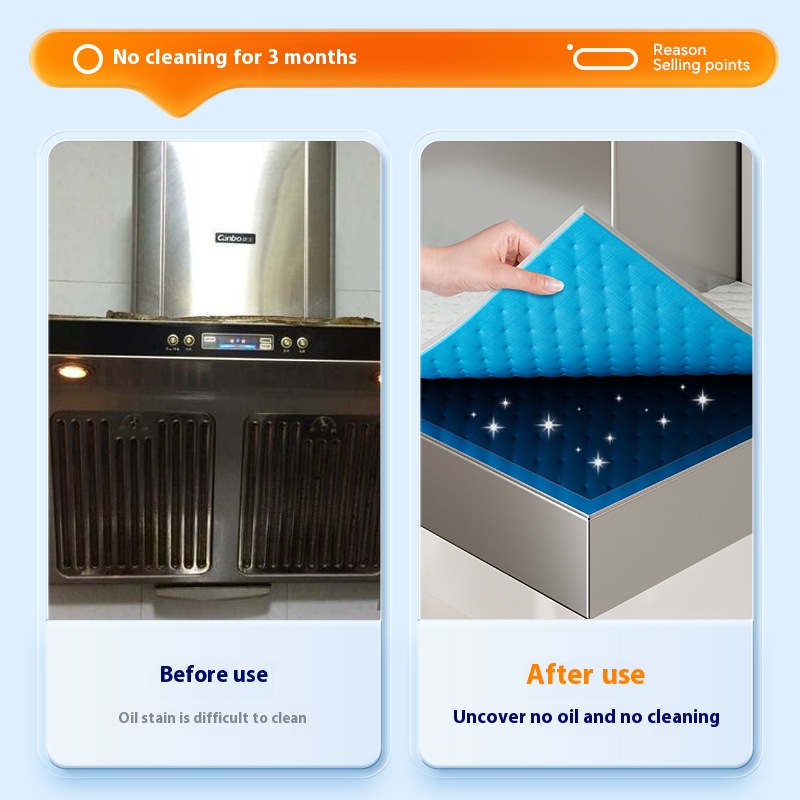 No cleaning for 3 months
Reason
Selling points
Canbo
Before use
Oil stain is difficult to clean
After use
Uncover no oil and no cleaning